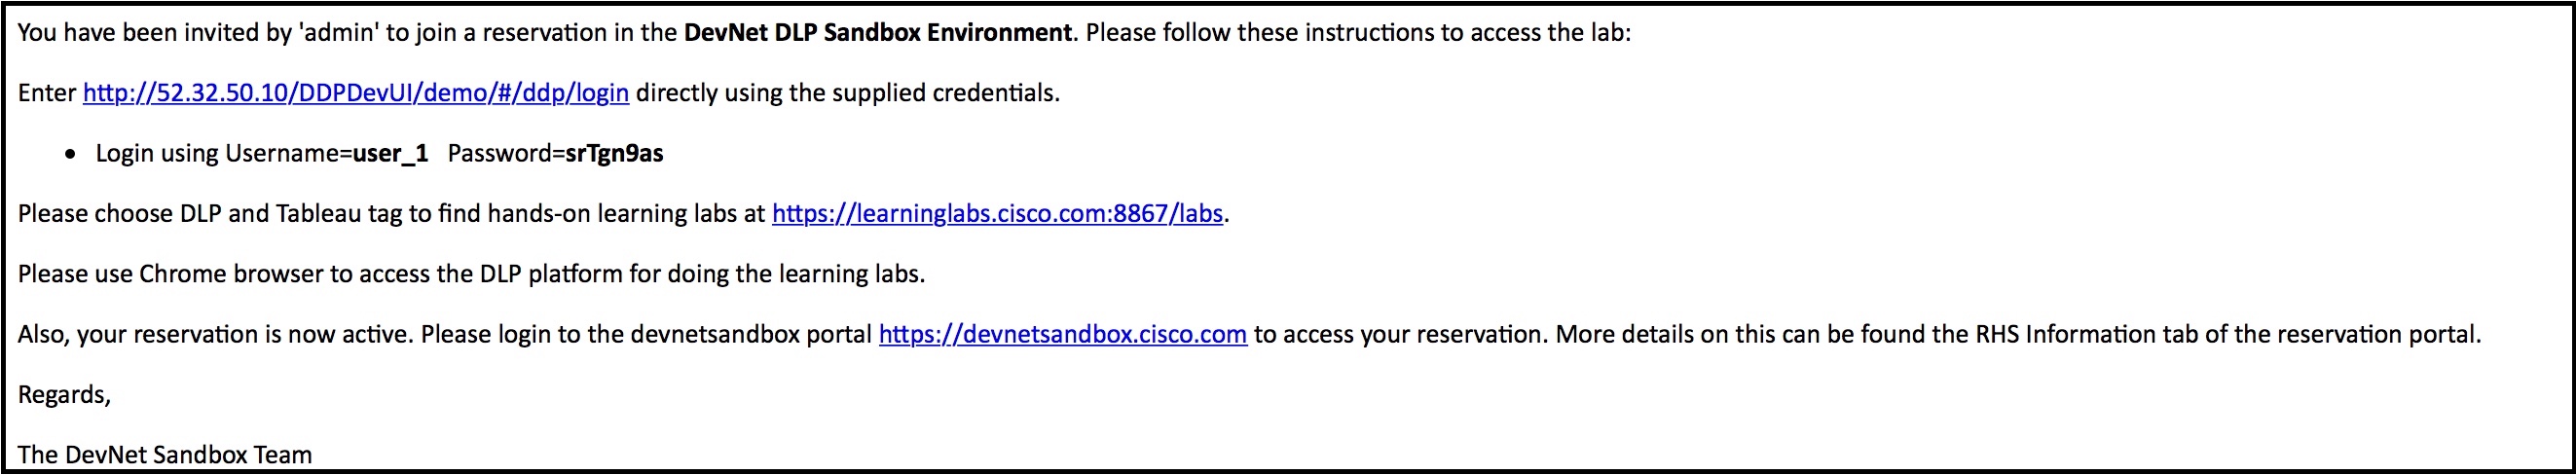 You have been invited by 'admin' to join a reservation in the DevNet DLP Sandbox Environment. Please follow these instructions to access the lab:
Enter http://52.32.50.10/DDPDevUI/demo/#/ddp/login directly using the supplied credentials.
• Login using Username=user_1 Password=srTgn9as
Please choose DLP and Tableau tag to find hands-on learning labs at https://learninglabs.cisco.com:8867/labs.
Please use Chrome browser to access the DLP platform for doing the learning labs.
Also, your reservation is now active. Please login to the devnetsandbox portal https://devnetsandbox.cisco.com to access your reservation. More details on this can be found the RHS Information tab of the reservation portal.
Regards,
The DevNet Sandbox Team